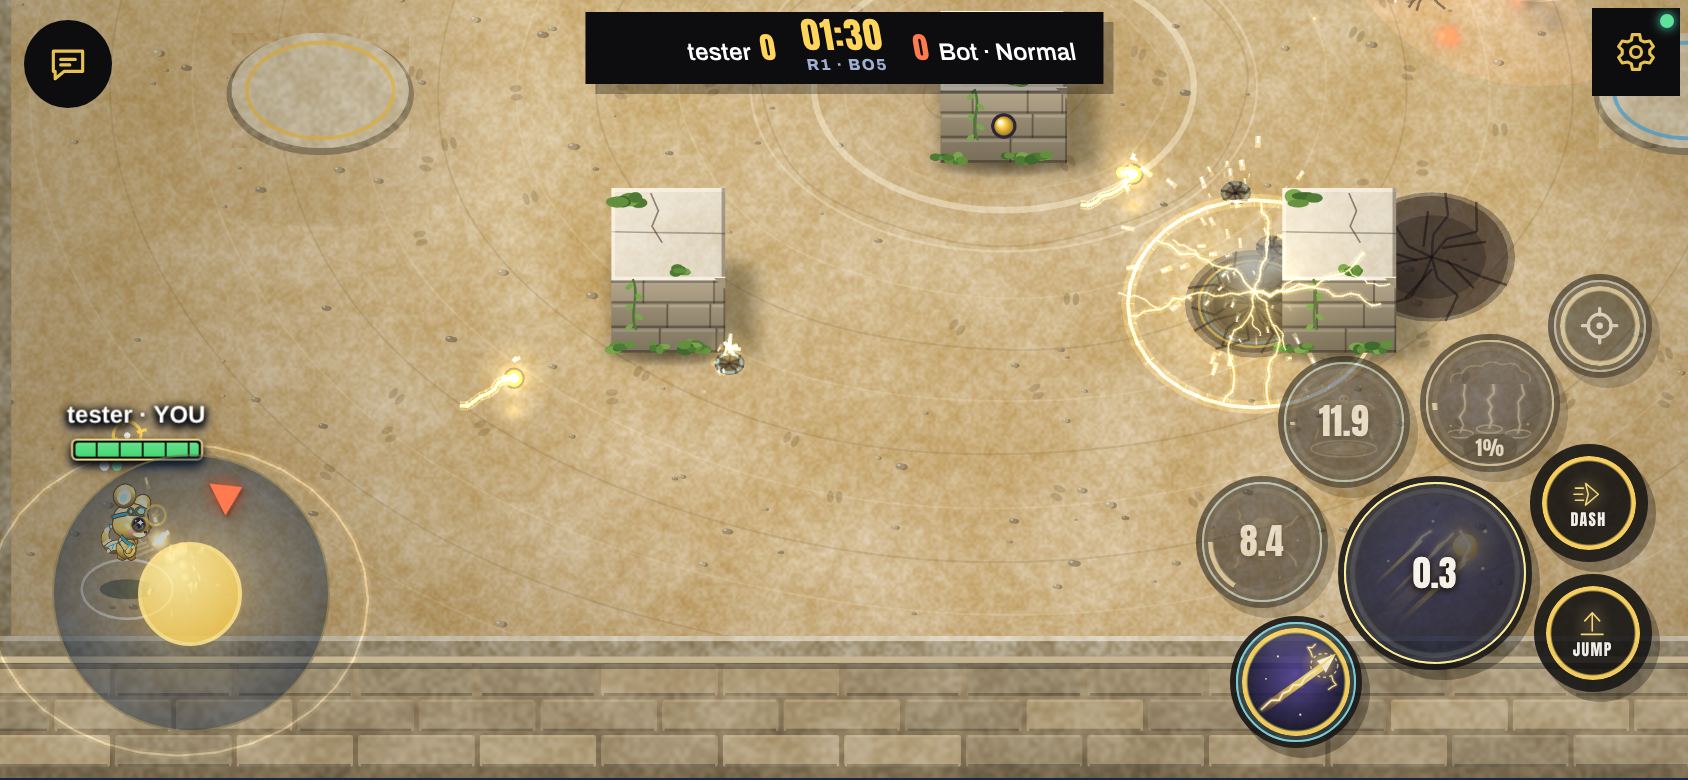 tester 0 01:30 0 Bot · Normal
R1 · BO5
tester · YOU
11.9
1%
DASH
8.4
0.3
JUMP